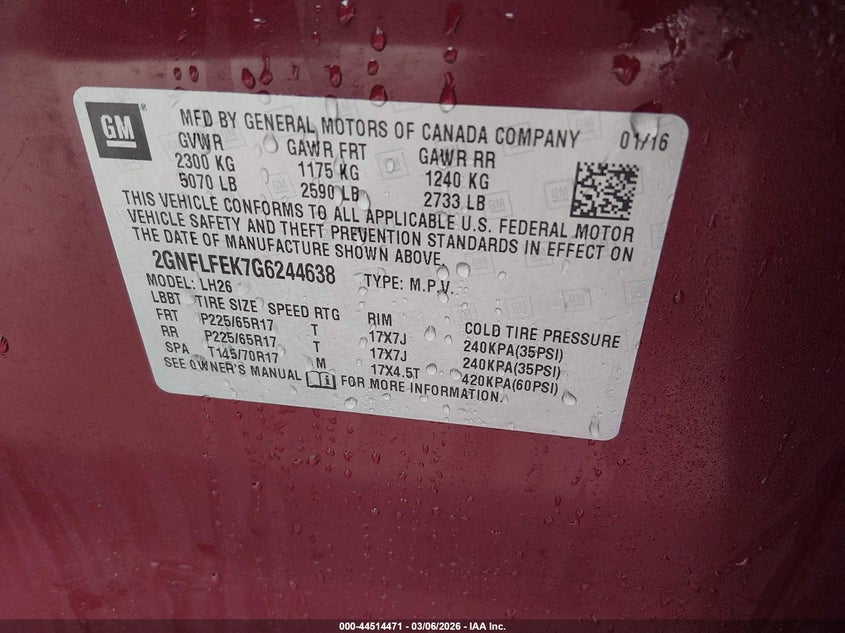 GM
MFD BY GENERAL MOTORS OF CANADA COMPANY 01/16
GVWR GAWR FRT GAWR RR
2300 KG 1175 KG 1240 KG
5070 LB 2590 LB 2733 LB
THIS VEHICLE CONFORMS TO ALL APPLICABLE U.S. FEDERAL MOTOR
VEHICLE SAFETY AND THEFT PREVENTION STANDARDS IN EFFECT ON
THE DATE OF MANUFACTURE SHOWN ABOVE.
2GNFLFEK7G6244638 TYPE: M.P.V.
MODEL: LH26
LBBT TIRE SIZE SPEED RTG RIM COLD TIRE PRESSURE
FRT P225/65R17 T 17X7J 240KPA(35PSI)
RR P225/65R17 T 17X7J 240KPA(35PSI)
SPA T145/70R17 M 17X4.5T 420KPA(60PSI)
SEE OWNER'S MANUAL FOR MORE INFORMATION.
000-44514471 — 03/06/2026 - IAA Inc.